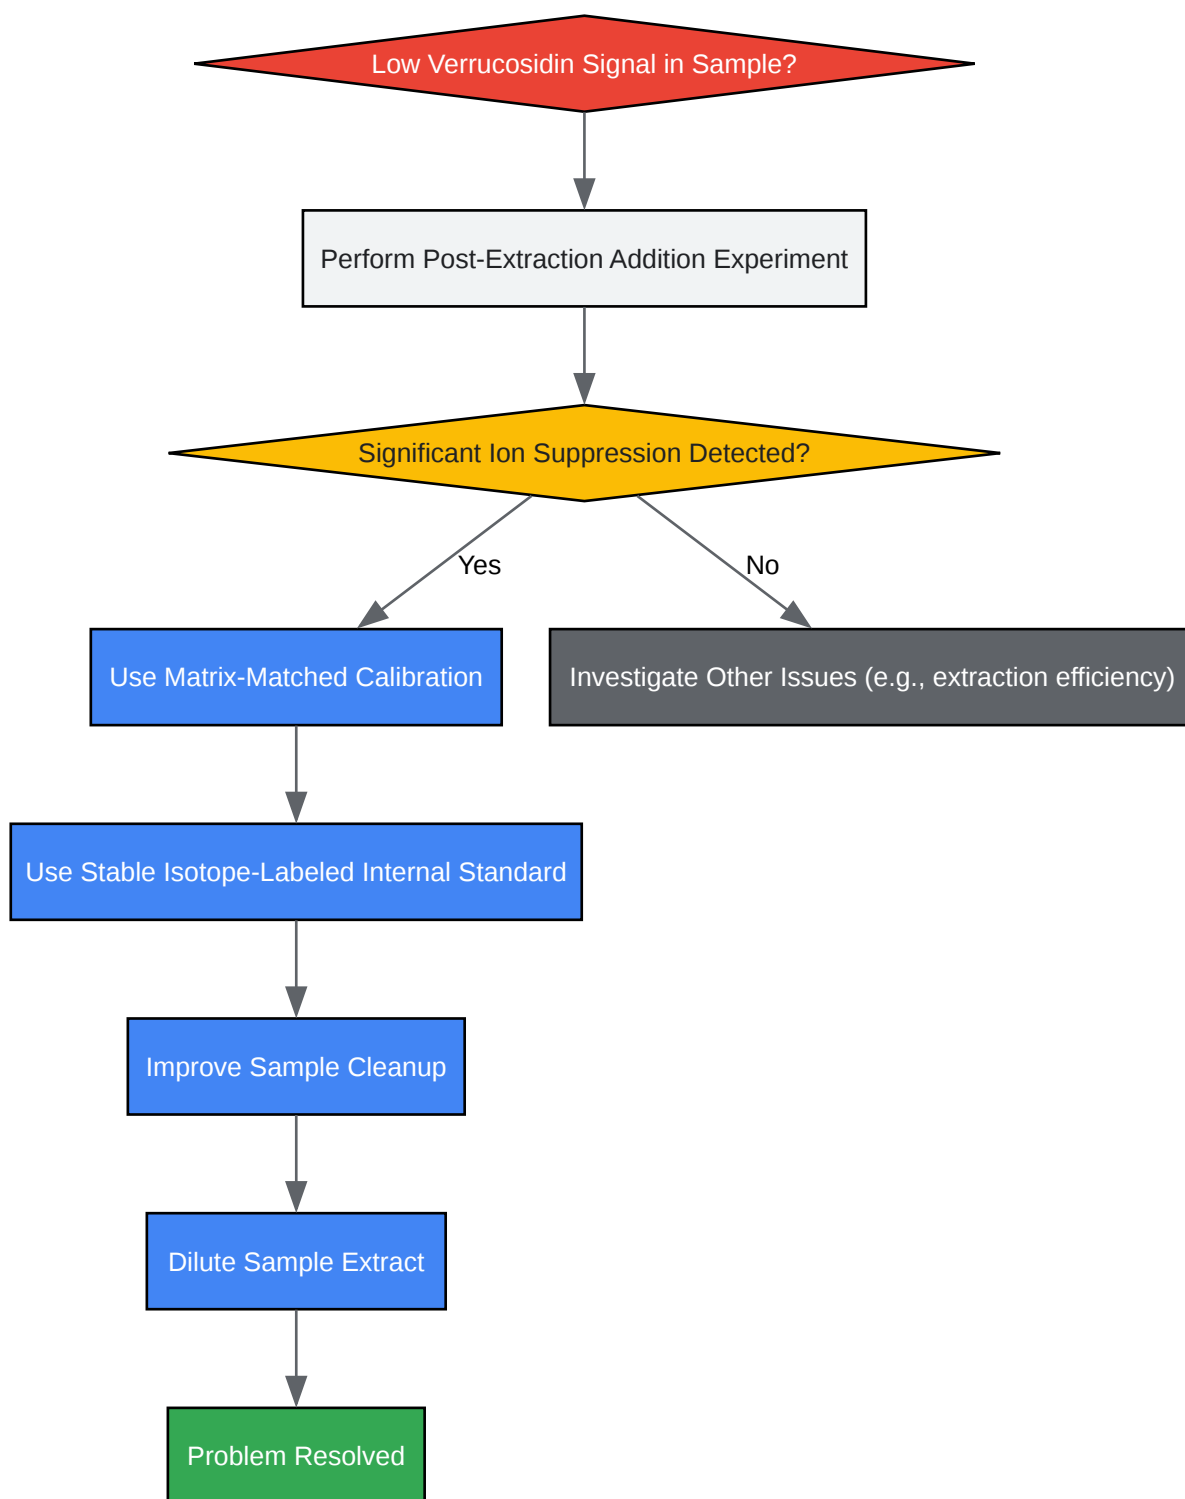 Low Verrucosidin Signal in Sample?
Perform Post-Extraction Addition Experiment
Significant Ion Suppression Detected?
Yes
No
Use Matrix-Matched Calibration
Investigate Other Issues (e.g., extraction efficiency)
Use Stable Isotope-Labeled Internal Standard
Improve Sample Cleanup
Dilute Sample Extract
Problem Resolved